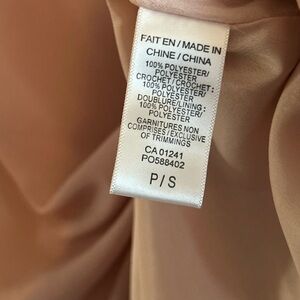 FAIT EN / MADE IN
CHINE / CHINA
100% POLYESTER/
POLYESTER
CROCHET/CROCHET:
100% POLYESTER/
POLYESTER
DOUBLURE/LINING:
100% POLYESTER/
POLYESTER
GARNITURES NON
COMPRISES/EXCLUSIVE
OF TRIMMINGS
CA 01241
PO588402
P / S